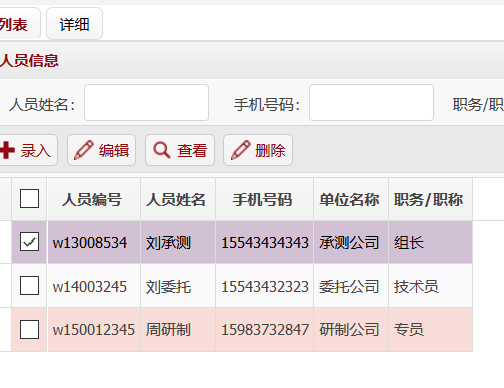 列表 详细
人员信息
人员姓名: 手机号码: 职务/职
录入 编辑 查看 删除
人员编号 人员姓名 手机号码 单位名称 职务/职称
w13008534 刘承测 15543434343 承测公司 组长
w14003245 刘委托 15543432323 委托公司 技术员
w150012345 周研制 15983732847 研制公司 专员